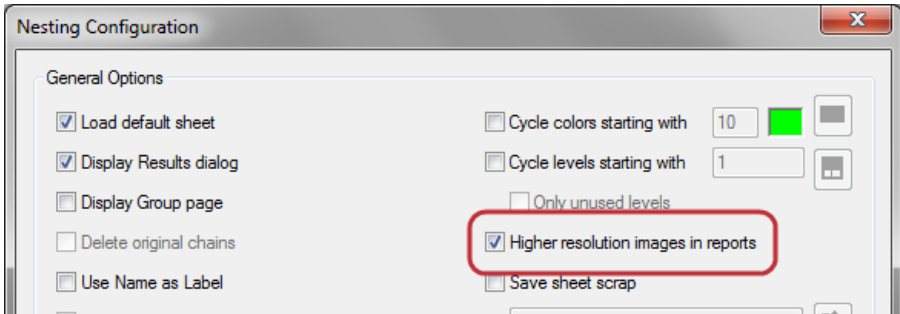 Nesting Configuration
General Options
Load default sheet
Display Results dialog
Display Group page
Delete original chains
Use Name as Label
Cycle colors starting with 10
Cycle levels starting with 1
Only unused levels
Higher resolution images in reports
Save sheet scrap